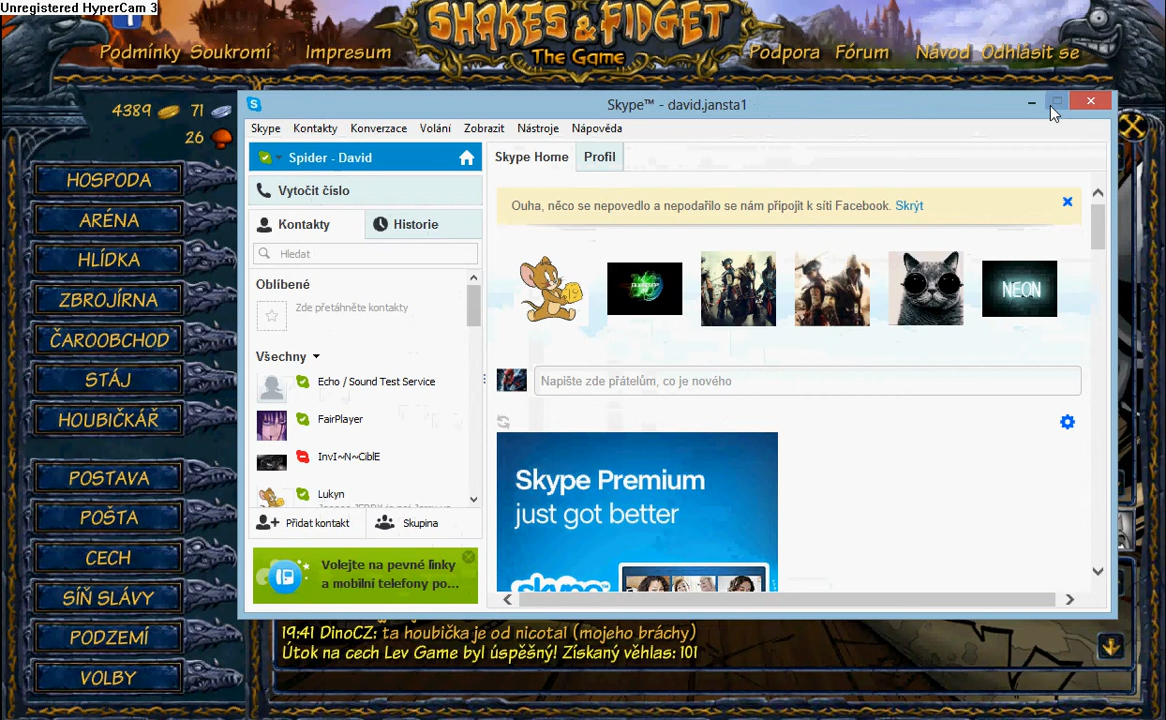 Unregistered HyperCam 3
SHAKES & FIDGET
The Game
Podmínky Soukromí Impresum Podpora Fórum Návod Odhlásit se
4389 71
26
HOSPODA
ARÉNA
HLÍDKA
ZBROJÍRNA
ČAROOBCHOD
STÁJ
HOUBIČKÁŘ
POSTAVA
POŠTA
CECH
SÍŇ SLÁVY
PODZEMÍ
VOLBY
Skype™ - david.jansta1
Skype Kontakty Konverzace Volání Zobrazit Nástroje Nápověda
Spider - David
Vytočit číslo
Kontakty Historie
Hledat
Oblíbené
Zde přetáhněte kontakty
Všechny
Echo / Sound Test Service
FairPlayer
InvI~N~CiblE
Lukyn
Přidat kontakt Skupina
Volejte na pevné linky
a mobilní telefony po...
Skype Home Profil
Ouha, něco se nepovedlo a nepodařilo se nám připojit k síti Facebook. Skrýt
NEON
Napište zde přátelům, co je nového
Skype Premium
just got better
skype
19:41 DinoCZ: ta houbička je od nicotal (mojeho bráchy)
Útok na cech Lev Game byl úspěšný! Získaný věhlas: 101